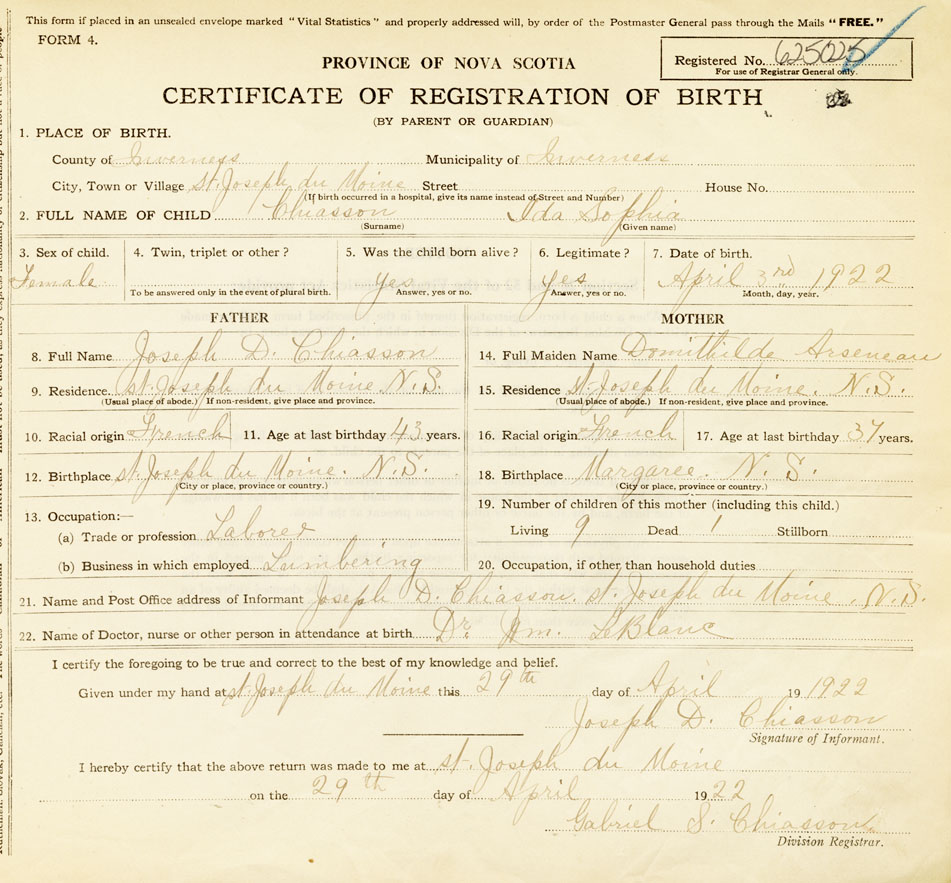 This form if placed in an unsealed envelope marked "Vital Statistics" and properly addressed will, by order of the Postmaster General pass through the Mails "FREE."
FORM 4.
Registered No. 625025
For use of Registrar General only.
PROVINCE OF NOVA SCOTIA
CERTIFICATE OF REGISTRATION OF BIRTH
(BY PARENT OR GUARDIAN)
1. PLACE OF BIRTH.
County of Inverness Municipality of Inverness
City, Town or Village St. Joseph du Moine Street House No.
(If birth occurred in a hospital, give its name instead of Street and Number)
2. FULL NAME OF CHILD Chiasson Ida Sophia
(Surname) (Given name)
3. Sex of child. 4. Twin, triplet or other? 5. Was the child born alive? 6. Legitimate? 7. Date of birth.
Female yes yes April 3rd 1922
To be answered only in the event of plural birth. Answer, yes or no. Answer, yes or no. Month, day, year.
FATHER
8. Full Name Joseph D. Chiasson
9. Residence St. Joseph du Moine N.S.
(Usual place of abode.) If non-resident, give place and province.
10. Racial origin French 11. Age at last birthday 43 years.
12. Birthplace St. Joseph du Moine. N.S.
(City or place, province or country.)
13. Occupation:—
(a) Trade or profession Laborer
(b) Business in which employed Lumbering
MOTHER
14. Full Maiden Name Domithilde Arseneau
15. Residence St. Joseph du Moine. N.S.
(Usual place of abode.) If non-resident, give place and province.
16. Racial origin French 17. Age at last birthday 37 years.
18. Birthplace Margaree. N.S.
(City or place, province or country.)
19. Number of children of this mother (including this child.)
Living 9 Dead 1 Stillborn
20. Occupation, if other than household duties
21. Name and Post Office address of Informant Joseph D. Chiasson, St. Joseph du Moine. N.S.
22. Name of Doctor, nurse or other person in attendance at birth Dr. Wm. LeBlanc
I certify the foregoing to be true and correct to the best of my knowledge and belief.
Given under my hand at St. Joseph du Moine this 29th day of April 19 1922
Joseph D. Chiasson
Signature of Informant.
I hereby certify that the above return was made to me at St. Joseph du Moine
on the 29th day of April 1922
Gabriel S. Chiasson
Division Registrar.